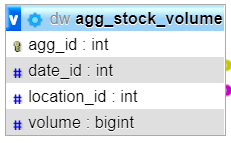 v dw agg_stock_volume
agg_id : int
# date_id : int
# location_id : int
# volume : bigint